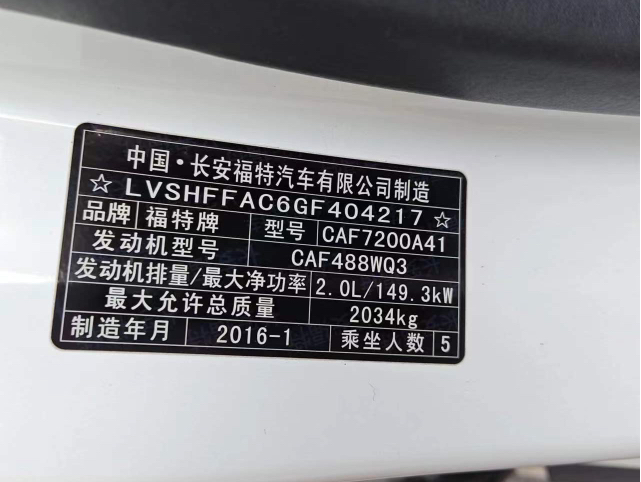 中国·长安福特汽车有限公司制造
☆LVSHFFAC6GF404217☆
品牌 福特牌 型号 CAF7200A41
发动机型号 CAF488WQ3
发动机排量/最大净功率 2.0L/149.3kW
最大允许总质量 2034kg
制造年月 2016-1 乘坐人数 5